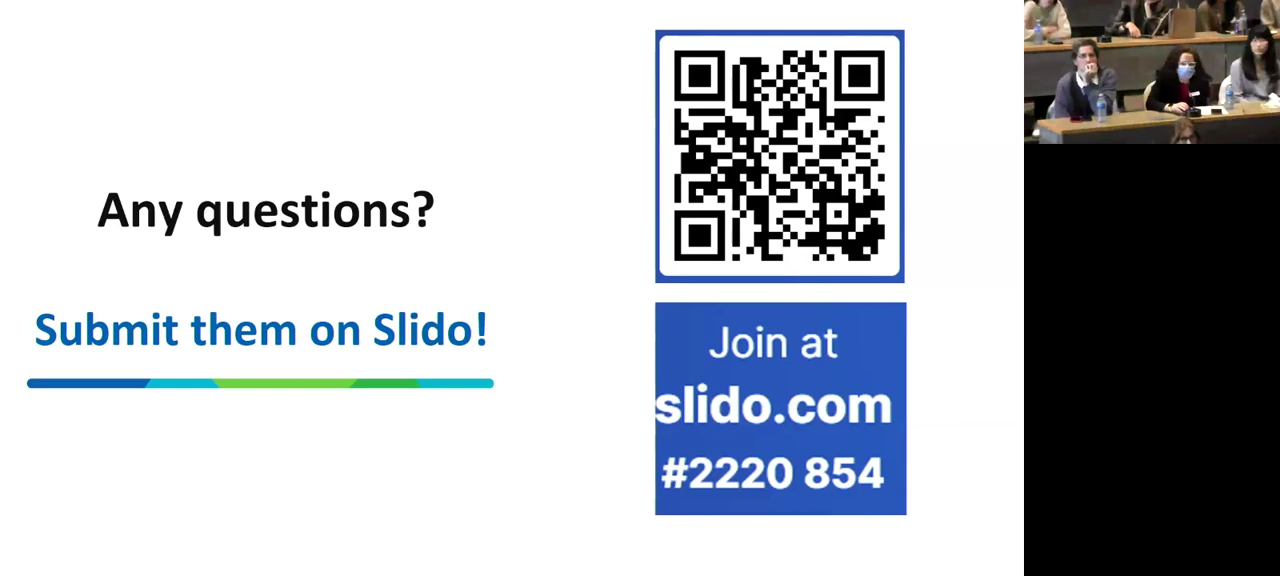 Any questions?
Submit them on Slido!
Join at
slido.com
#2220 854